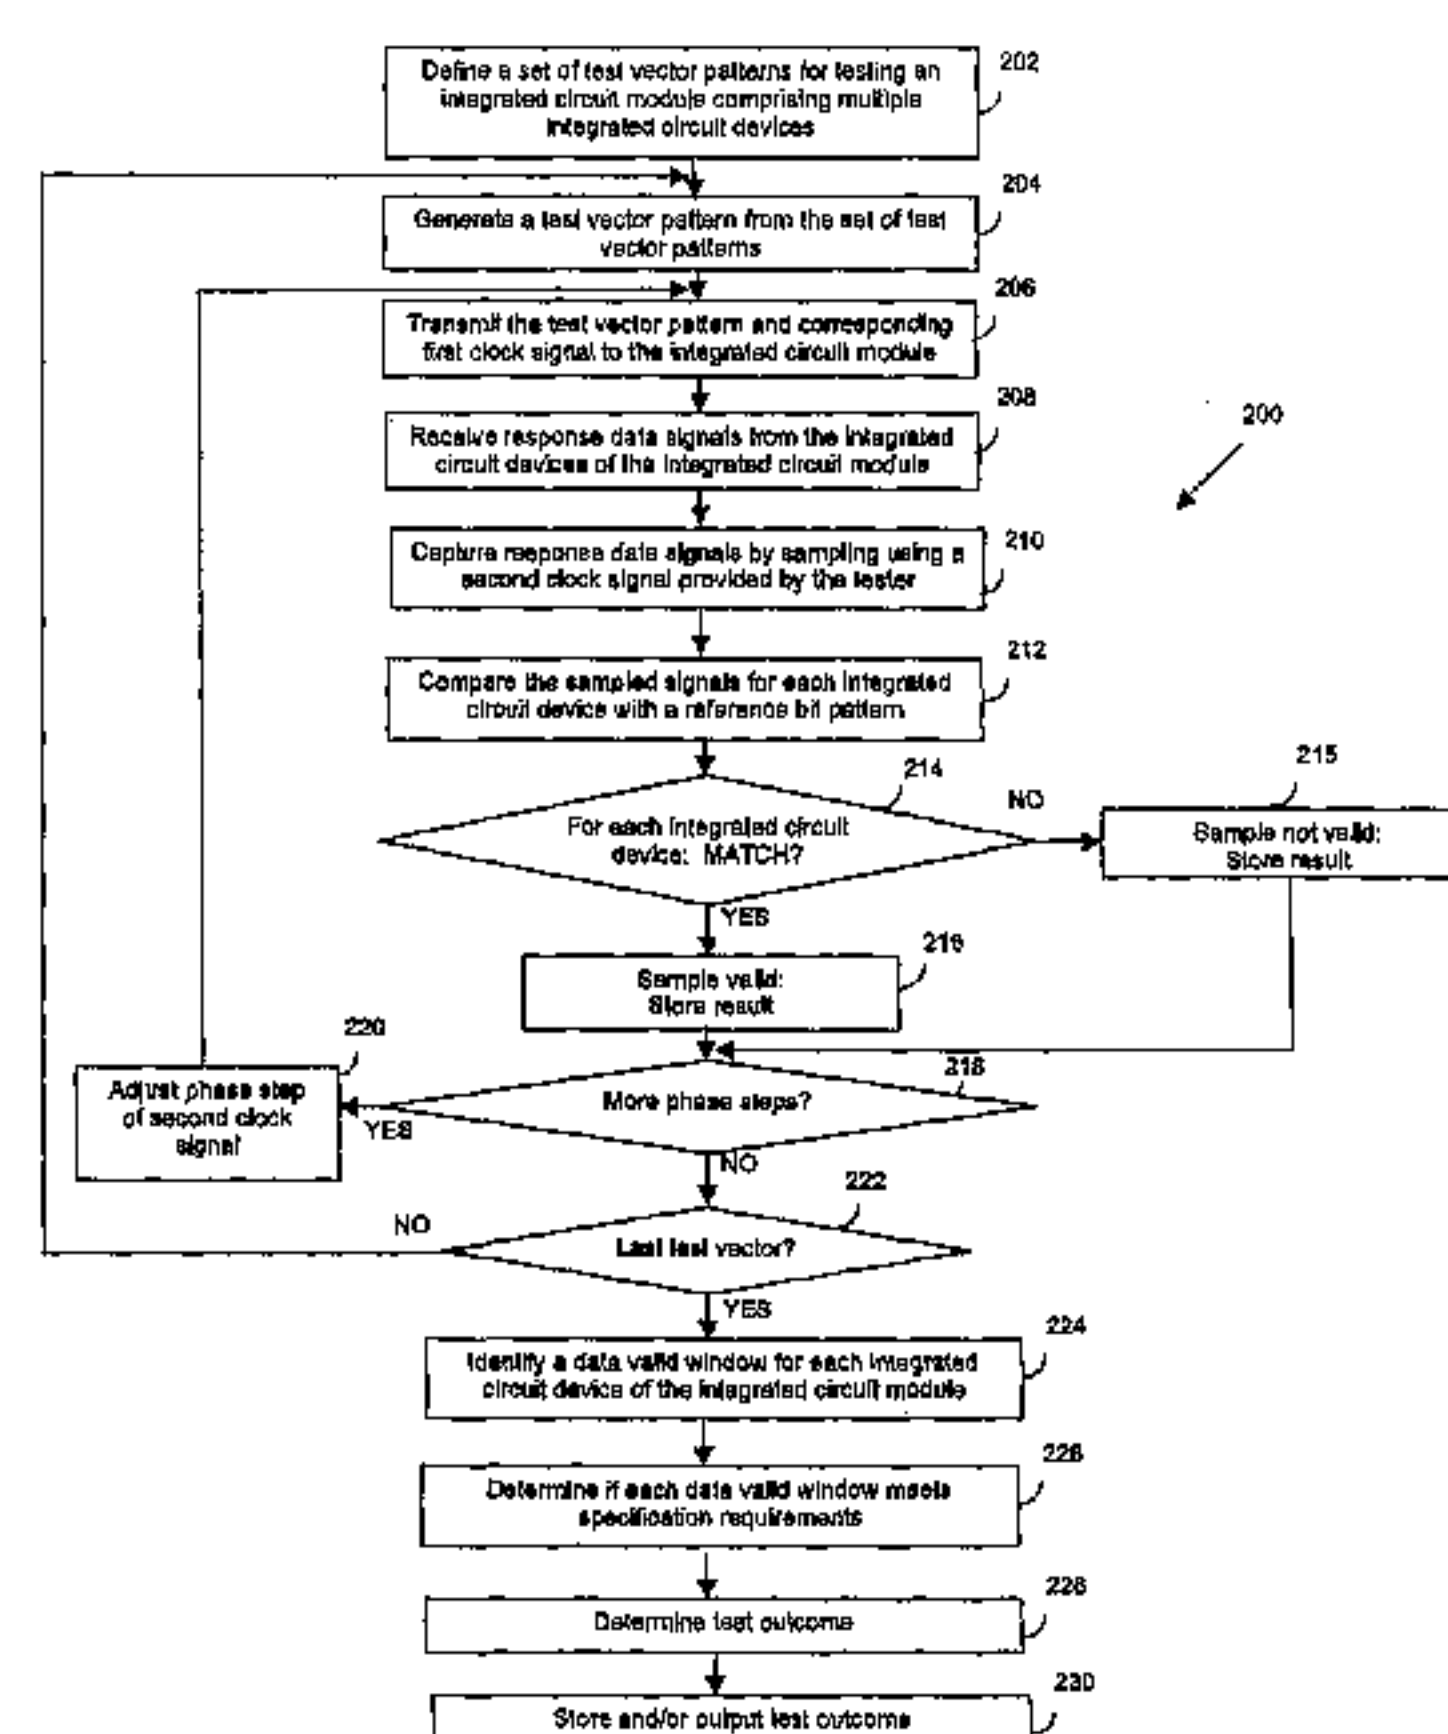 202
Define a set of test vector patterns for testing an
integrated circuit module comprising multiple
integrated circuit devices
204
Generate a test vector pattern from the set of test
vector patterns
206
Transmit the test vector pattern and corresponding
first clock signal to the integrated circuit module
208
Receive response data signals from the integrated
circuit devices of the integrated circuit module
200
210
Capture response data signals by sampling using a
second clock signal provided by the tester
212
Compare the sampled signals for each integrated
circuit device with a reference bit pattern
214
215
NO
For each integrated circuit
device: MATCH?
Sample not valid:
Store result
YES
216
Sample valid:
Store result
220
218
Adjust phase step
of second clock
signal
More phase steps?
YES
NO
222
NO
Last test vector?
YES
224
Identify a data valid window for each integrated
circuit device of the integrated circuit module
226
Determine if each data valid window meets
specification requirements
228
Determine test outcome
230
Store and/or output test outcome